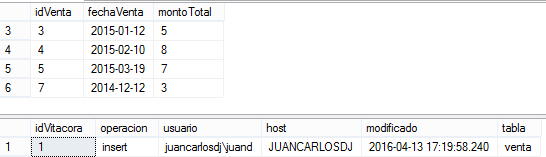 idVenta fechaVenta montoTotal
3 3 2015-01-12 5
4 4 2015-02-10 8
5 5 2015-03-19 7
6 7 2014-12-12 3
idVitacora operacion usuario host modificado tabla
1 1 insert juancarlosdj\juand JUANCARLOSDJ 2016-04-13 17:19:58.240 venta